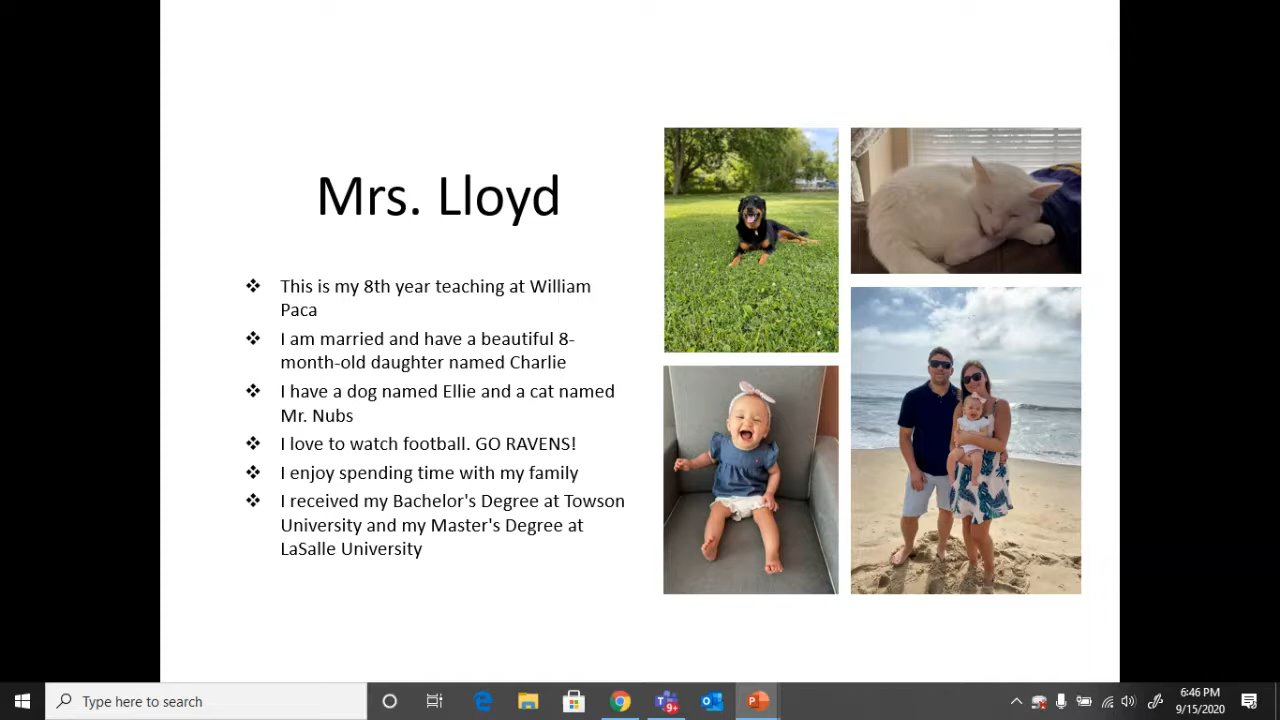 Mrs. Lloyd
❖ This is my 8th year teaching at William
Paca
❖ I am married and have a beautiful 8-
month-old daughter named Charlie
❖ I have a dog named Ellie and a cat named
Mr. Nubs
❖ I love to watch football. GO RAVENS!
❖ I enjoy spending time with my family
❖ I received my Bachelor's Degree at Towson
University and my Master's Degree at
LaSalle University
Type here to search
9+
6:46 PM
9/15/2020